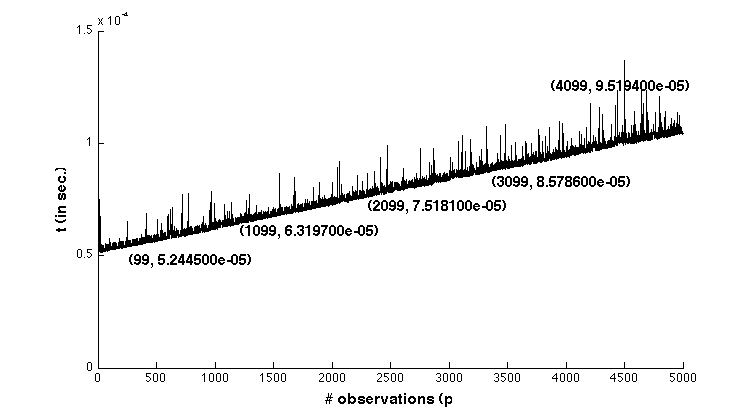 x 10⁻⁴
1.5
1
0.5
0
t (in sec.)
(4099, 9.519400e-05)
(3099, 8.578600e-05)
(2099, 7.518100e-05)
(1099, 6.319700e-05)
(99, 5.244500e-05)
0 500 1000 1500 2000 2500 3000 3500 4000 4500 5000
# observations (p